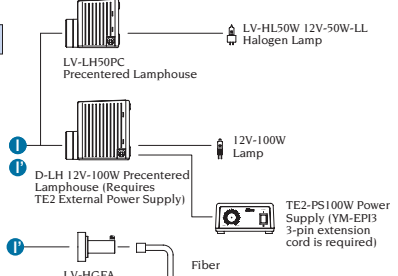 LV-HL50W 12V-50W-LL
Halogen Lamp
LV-LH50PC
Precentered Lamphouse
I
I'
12V-100W
Lamp
D-LH 12V-100W Precentered
Lamphouse (Requires
TE2 External Power Supply)
TE2-PS100W Power
Supply (YM-EPI3
3-pin extension
cord is required)
I'
Fiber
LV-HGFA